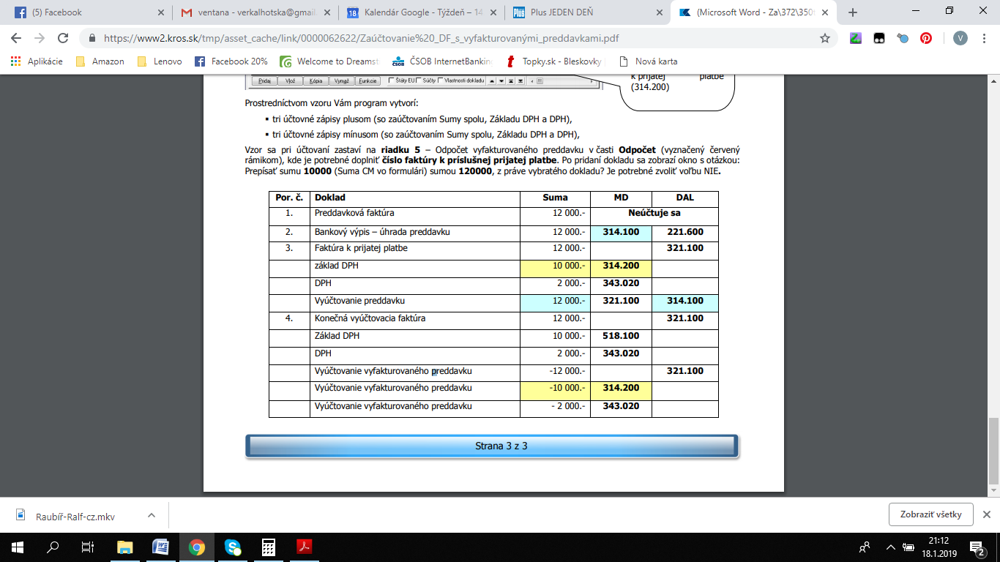 (5) Facebook
ventana - verkalhotska@gmail.
Kalendár Google - Týždeň – 14
Plus JEDEN DEŇ
(Microsoft Word - Za\372\350t
https://www2.kros.sk/tmp/asset_cache/link/0000062622/Zaúčtovanie%20_DF_s_vyfakturovanými_preddavkami.pdf
V
Aplikácie
Amazon
Lenovo
Facebook 20%
Welcome to Dreamst
ČSOB InternetBankin
Topky.sk - Bleskovky
Nová karta
k prijatej platbe
(314.200)
Pridaj Vlož Kópia Vymaž Funkcie Štáty EU Súčty Vlastnosti dokladu
Prostredníctvom vzoru Vám program vytvorí:
▪ tri účtovné zápisy plusom (so zaúčtovaním Sumy spolu, Základu DPH a DPH),
▪ tri účtovné zápisy mínusom (so zaúčtovaním Sumy spolu, Základu DPH a DPH),
Vzor sa pri účtovaní zastaví na riadku 5 – Odpočet vyfakturovaného preddavku v časti Odpočet (vyznačený červený
rámikom), kde je potrebné doplniť číslo faktúry k príslušnej prijatej platbe. Po pridaní dokladu sa zobrazí okno s otázkou:
Prepísať sumu 10000 (Suma CM vo formulári) sumou 120000, z práve vybratého dokladu? Je potrebné zvoliť voľbu NIE.
Por. č. Doklad Suma MD DAL
1. Preddavková faktúra 12 000.- Neúčtuje sa
2. Bankový výpis – úhrada preddavku 12 000.- 314.100 221.600
3. Faktúra k prijatej platbe 12 000.- 321.100
základ DPH 10 000.- 314.200
DPH 2 000.- 343.020
Vyúčtovanie preddavku 12 000.- 321.100 314.100
4. Konečná vyúčtovacia faktúra 12 000.- 321.100
Základ DPH 10 000.- 518.100
DPH 2 000.- 343.020
Vyúčtovanie vyfakturovaného preddavku -12 000.- 321.100
Vyúčtovanie vyfakturovaného preddavku -10 000.- 314.200
Vyúčtovanie vyfakturovaného preddavku - 2 000.- 343.020
Strana 3 z 3
Raubíř-Ralf-cz.mkv
Zobraziť všetky
21:12
18.1.2019
2